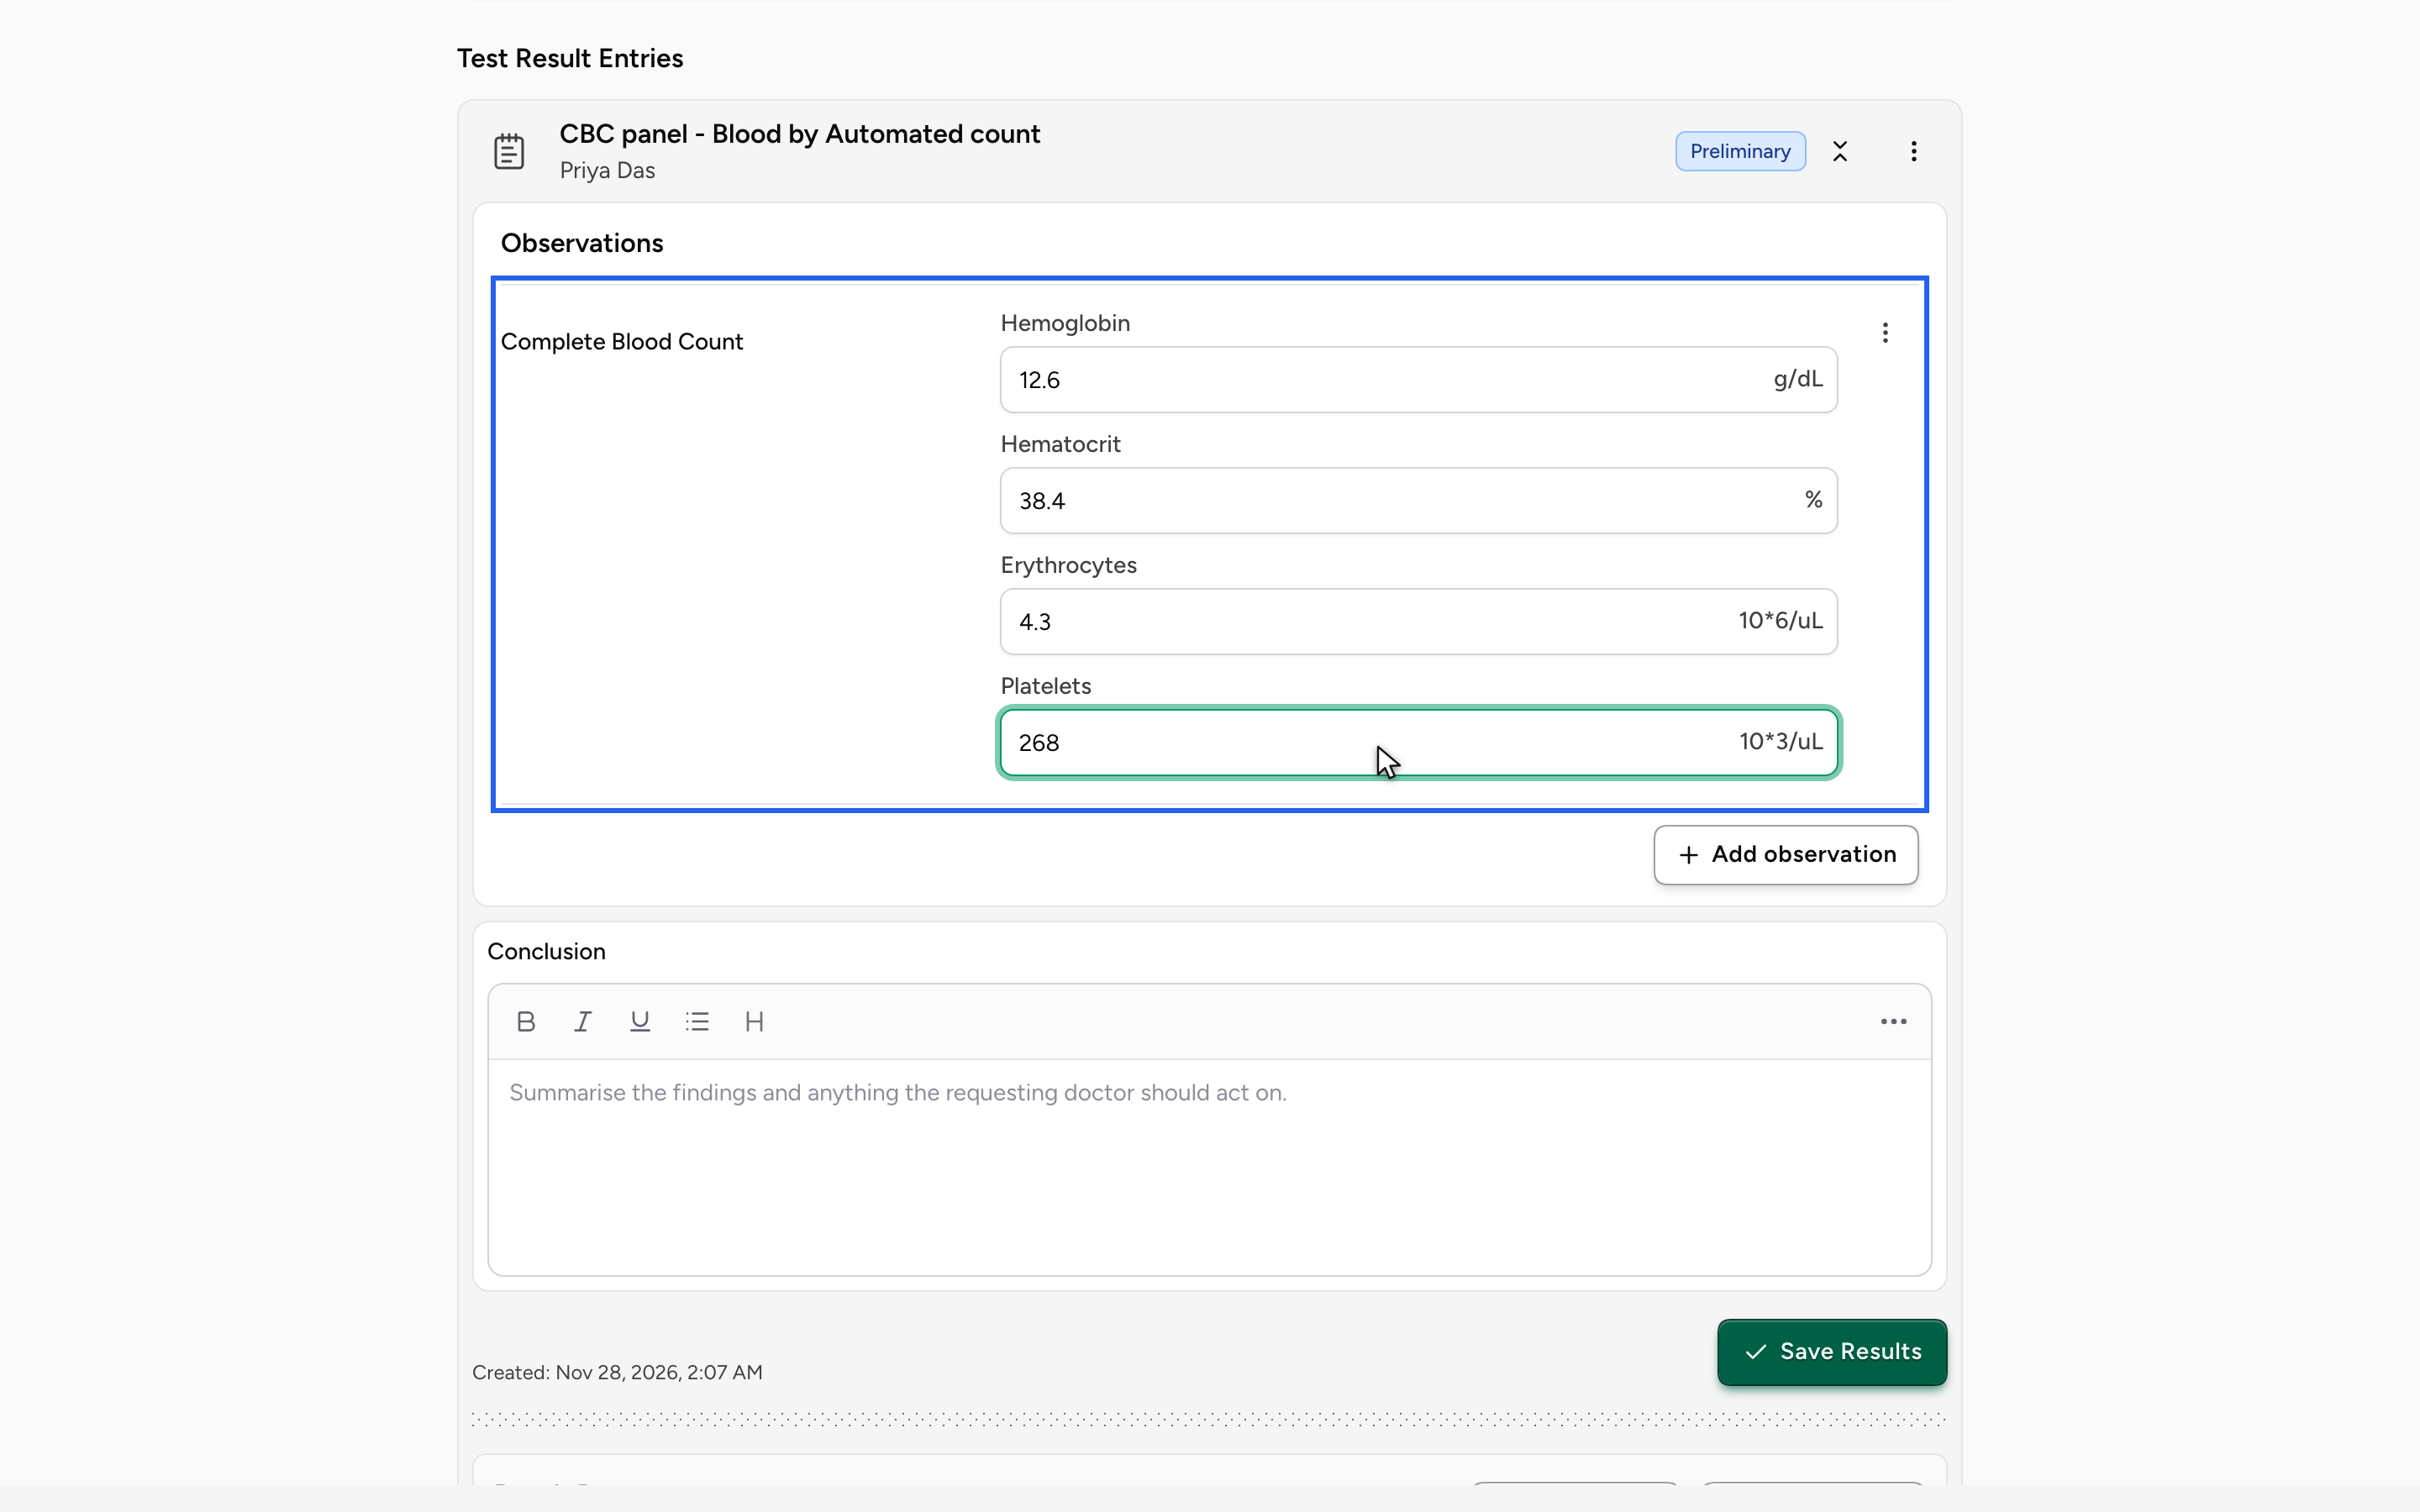 Test Result Entries
CBC panel - Blood by Automated count
Priya Das
Preliminary
Observations
Complete Blood Count
Hemoglobin
12.6 g/dL
Hematocrit
38.4 %
Erythrocytes
4.3 10*6/uL
Platelets
268 10*3/uL
+ Add observation
Conclusion
B I U H
Summarise the findings and anything the requesting doctor should act on.
Save Results
Created: Nov 28, 2026, 2:07 AM